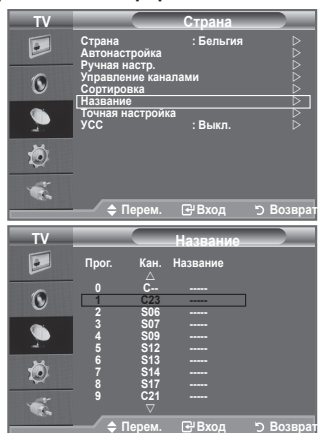 TV Страна
Страна : Бельгия
Автонастройка
Ручная настр.
Управление каналами
Сортировка
Название
Точная настройка
УСС : Выкл.
Перем. Вход Возврат
TV Название
Прог. Кан. Название
0 C-- -----
1 C23 -----
2 S06 -----
3 S07 -----
4 S09 -----
5 S12 -----
6 S13 -----
7 S14 -----
8 S17 -----
9 C21 -----
Перем. Вход Возврат